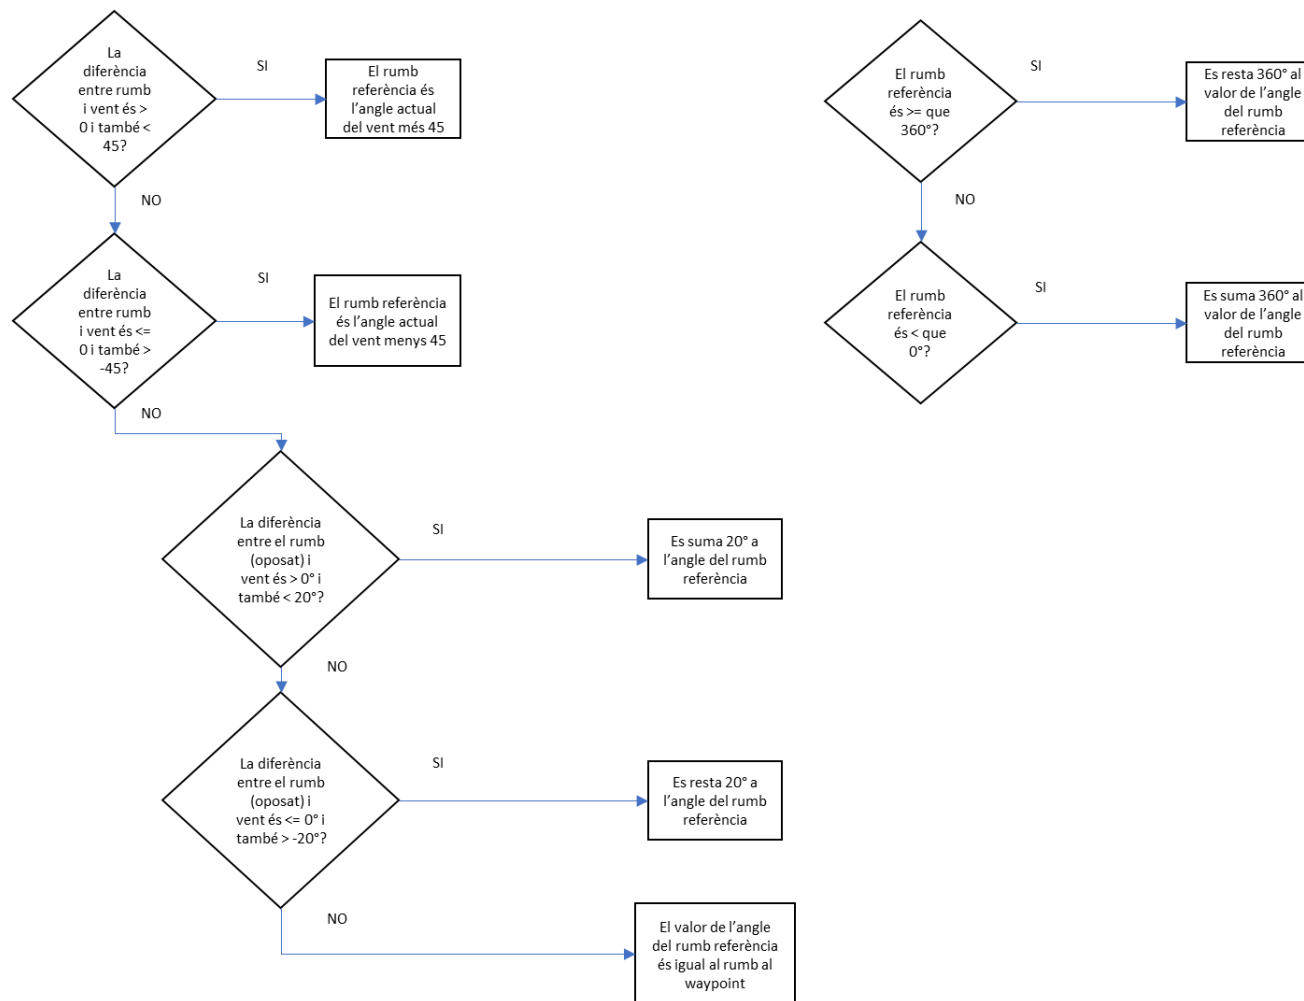 La
diferència
entre rumb
i vent és >
0 i també <
45?
SI
El rumb
referència és
l'angle actual
del vent més 45
NO
La
diferència
entre rumb
i vent és <=
0 i també >
-45?
SI
El rumb referència
és l'angle actual
del vent menys 45
NO
La diferència
entre el rumb
(oposat) i
vent és > 0° i
també < 20°?
SI
Es suma 20° a
l'angle del rumb
referència
NO
La diferència
entre el rumb
(oposat) i
vent és <= 0° i
també > -20°?
SI
Es resta 20° a
l'angle del rumb
referència
NO
El valor de l'angle
del rumb referència
és igual al rumb al
waypoint
El rumb
referència
és >= que
360°?
SI
Es resta 360° al
valor de l'angle
del rumb
referència
NO
El rumb
referència
és < que
0°?
SI
Es suma 360° al
valor de l'angle
del rumb
referència